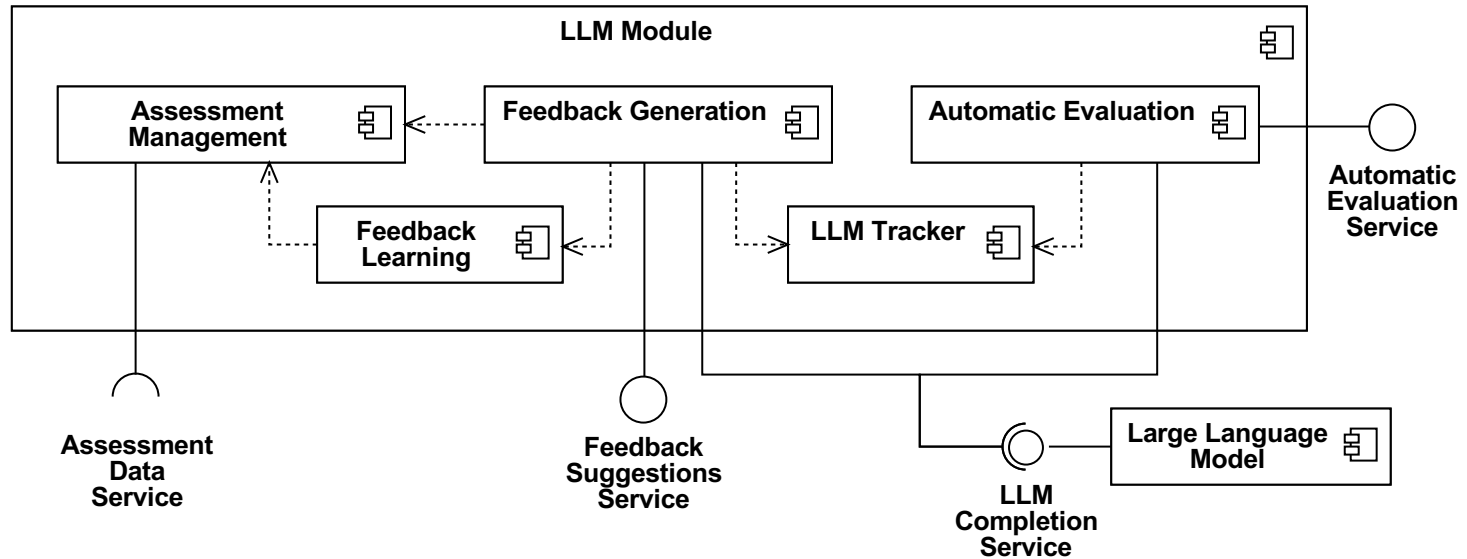 LLM Module
Assessment
Management
Feedback Generation
Automatic Evaluation
Automatic
Evaluation
Service
Feedback
Learning
LLM Tracker
Assessment
Data
Service
Feedback
Suggestions
Service
LLM
Completion
Service
Large Language
Model